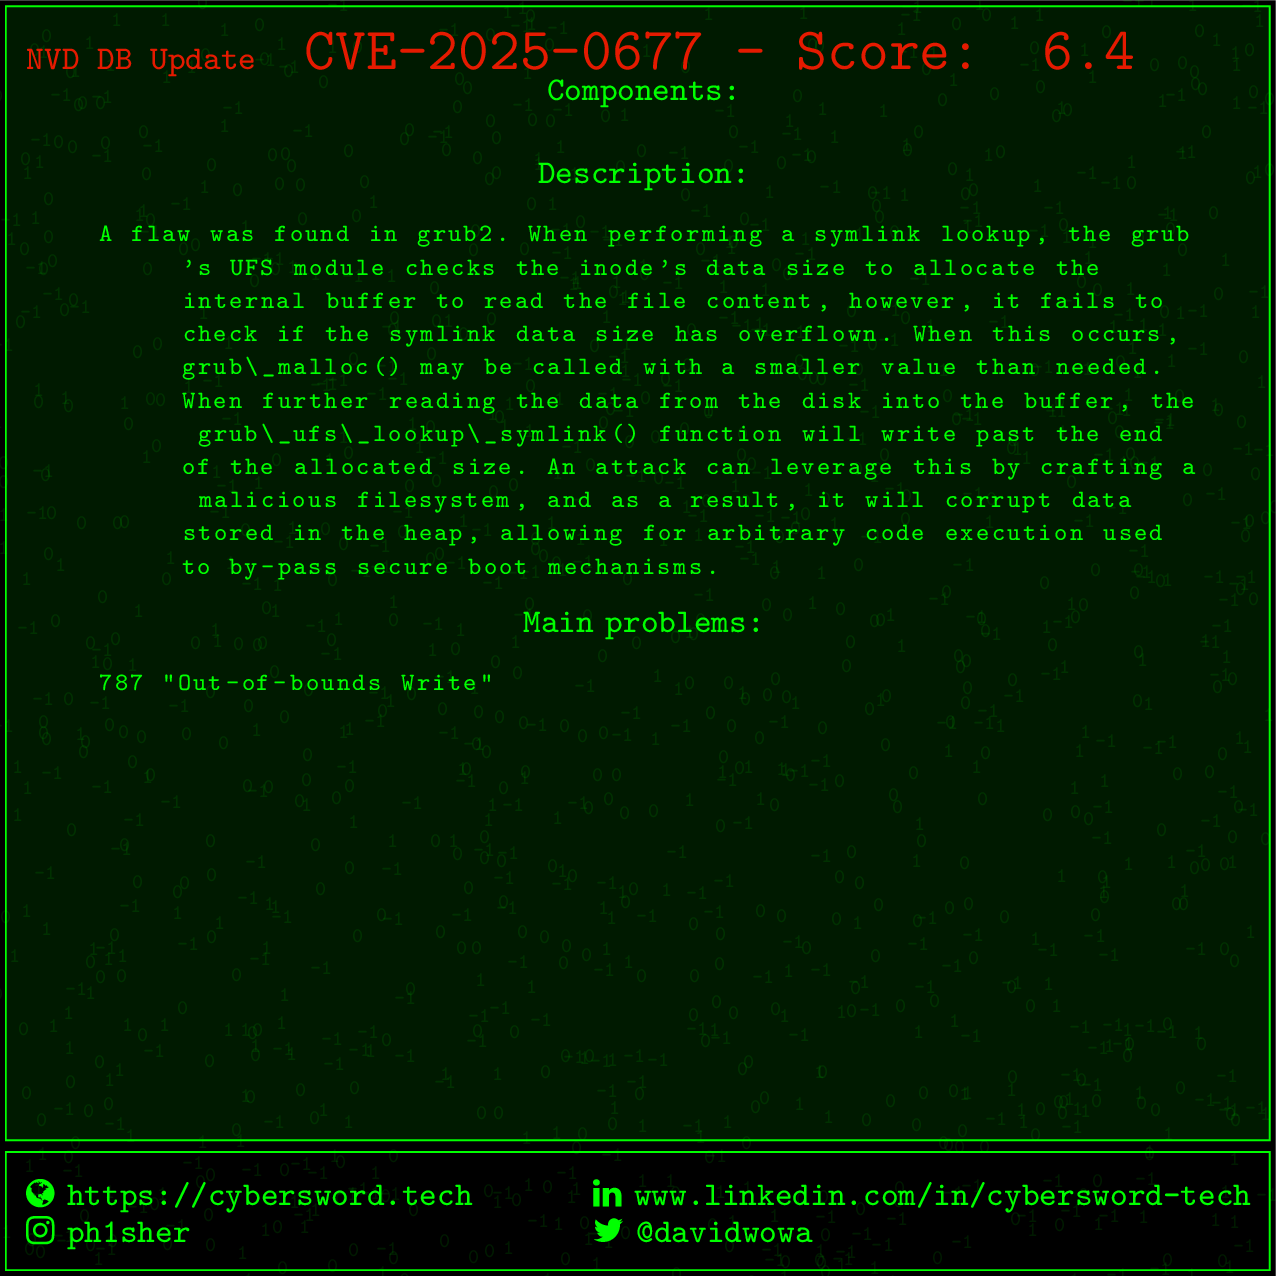 NVD DB Update CVE-2025-0677 - Score: 6.4
Components:
Description:
A flaw was found in grub2. When performing a symlink lookup, the grub
's UFS module checks the inode's data size to allocate the
internal buffer to read the file content, however, it fails to
check if the symlink data size has overflown. When this occurs,
grub\_malloc() may be called with a smaller value than needed.
When further reading the data from the disk into the buffer, the
grub\_ufs\_lookup\_symlink() function will write past the end
of the allocated size. An attack can leverage this by crafting a
malicious filesystem, and as a result, it will corrupt data
stored in the heap, allowing for arbitrary code execution used
to by-pass secure boot mechanisms.
Main problems:
787 "Out-of-bounds Write"
https://cybersword.tech www.linkedin.com/in/cybersword-tech
ph1sher @davidwowa